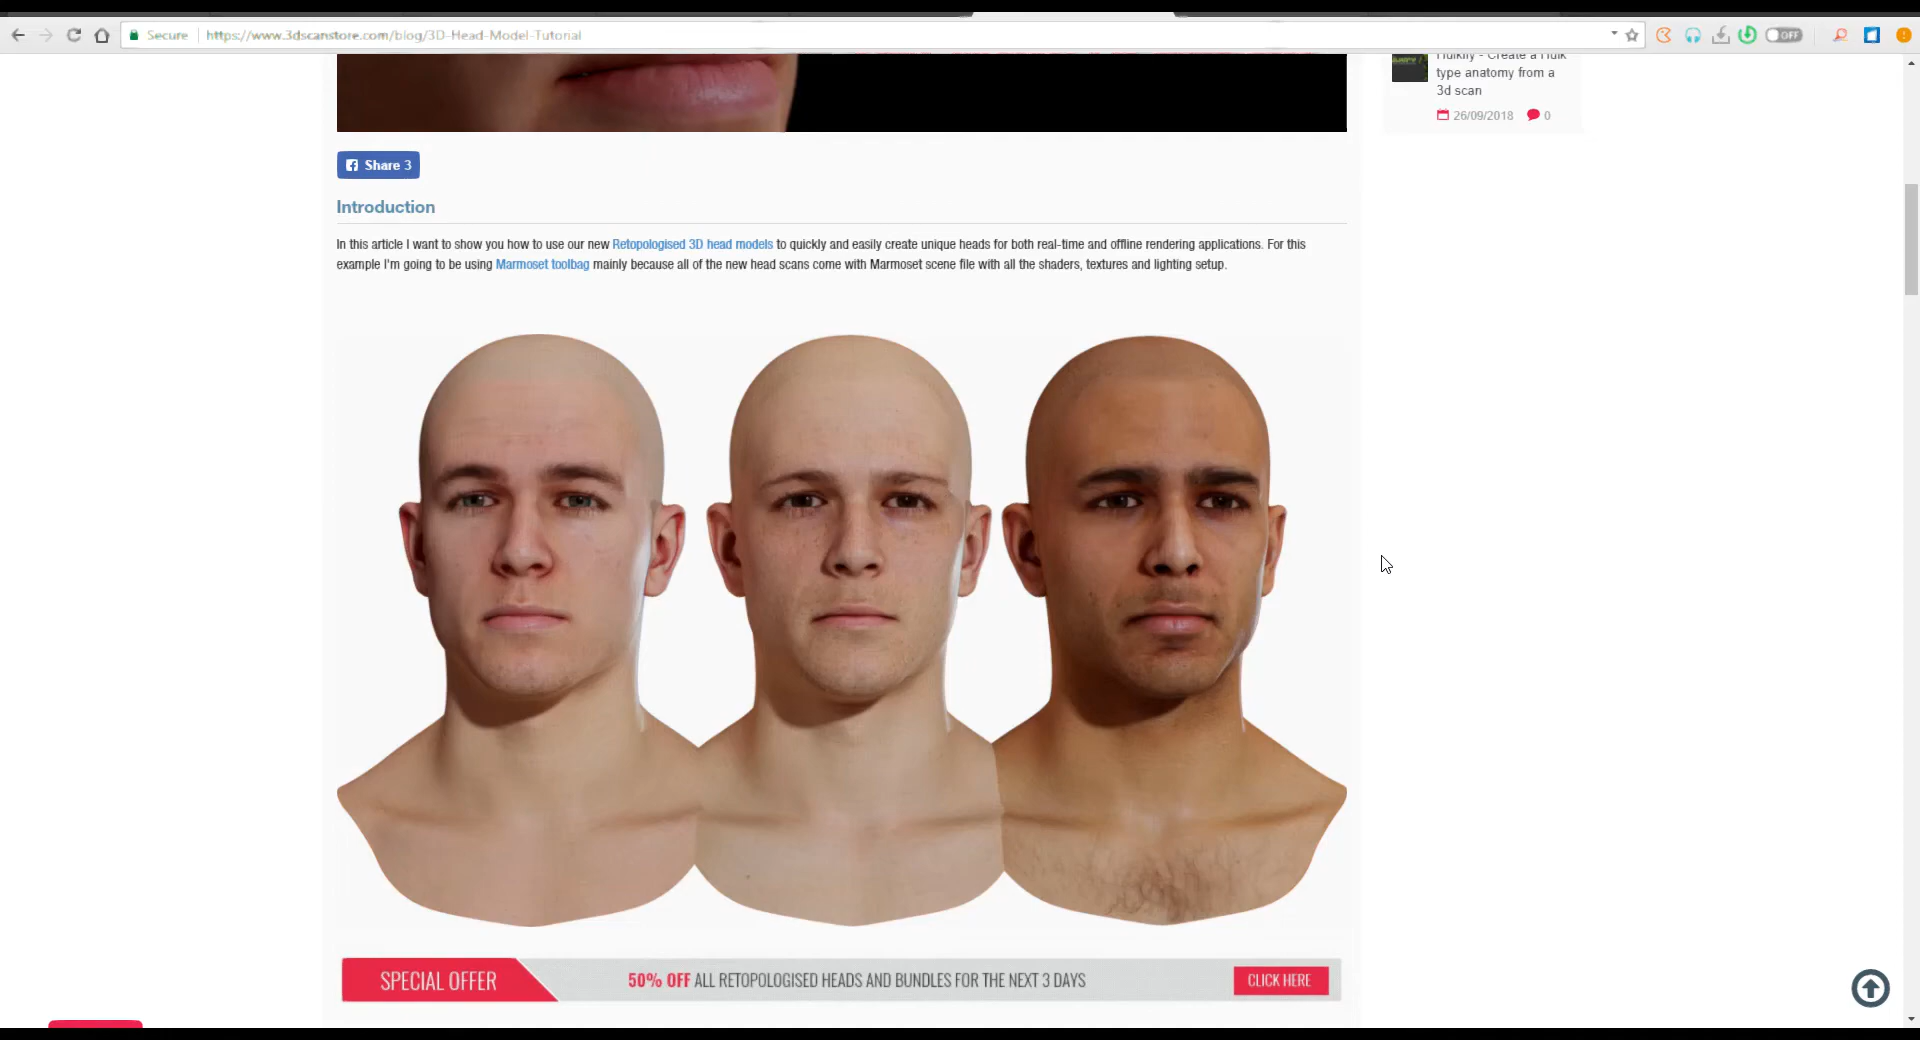 Secure https://www.3dscanstore.com/blog/3D-Head-Model-Tutorial
OFF
Hulkify - Create a Hulk
type anatomy from a
3d scan
26/09/2018 0
Share 3
Introduction
In this article I want to show you how to use our new Retopologised 3D head models to quickly and easily create unique heads for both real-time and offline rendering applications. For this
example I'm going to be using Marmoset toolbag mainly because all of the new head scans come with Marmoset scene file with all the shaders, textures and lighting setup.
SPECIAL OFFER 50% OFF ALL RETOPOLOGISED HEADS AND BUNDLES FOR THE NEXT 3 DAYS CLICK HERE